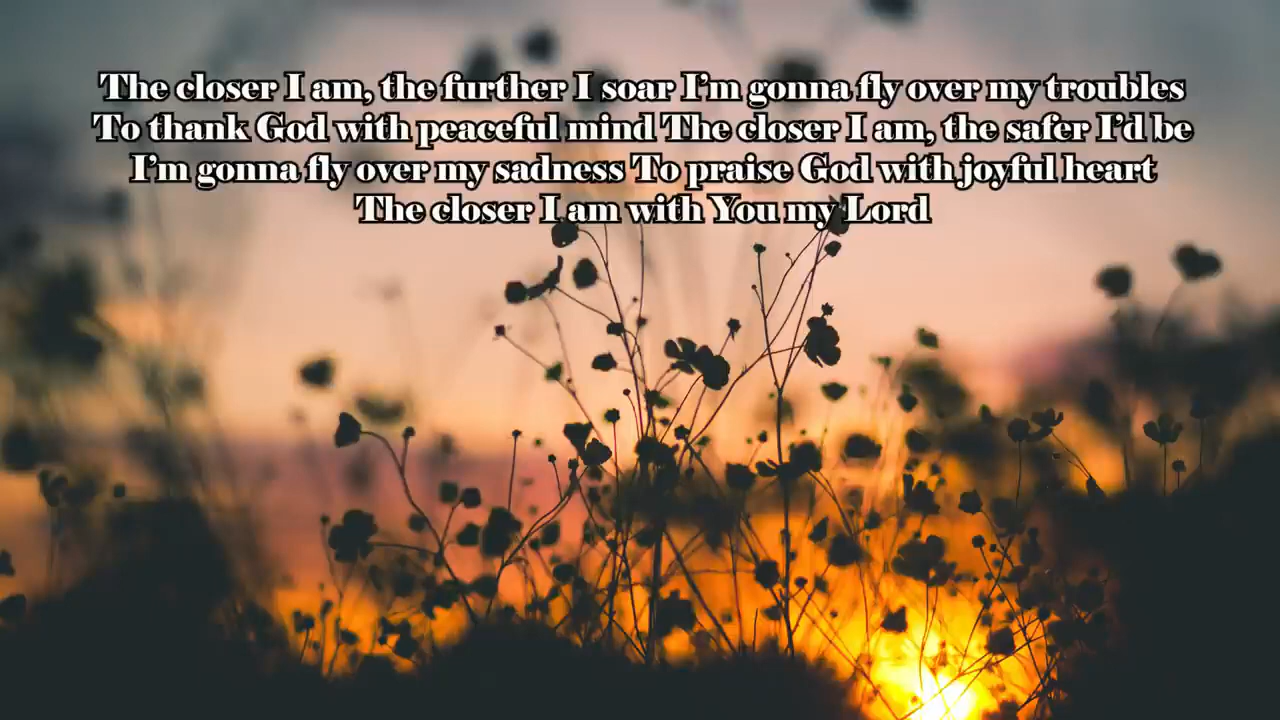 The closer I am, the further I soar I’m gonna fly over my troubles
To thank God with peaceful mind The closer I am, the safer I’d be
I’m gonna fly over my sadness To praise God with joyful heart
The closer I am with You my Lord